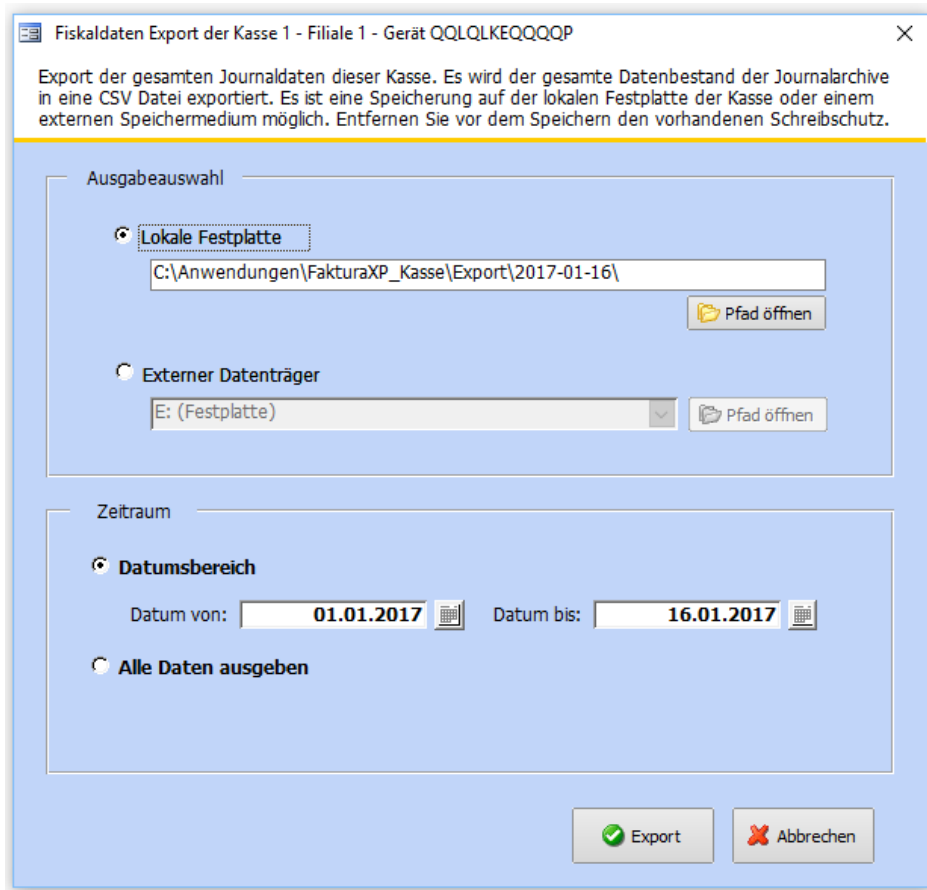 Fiskaldaten Export der Kasse 1 - Filiale 1 - Gerät QQLQLKEQQQQP
Export der gesamten Journaldaten dieser Kasse. Es wird der gesamte Datenbestand der Journalarchive
in eine CSV Datei exportiert. Es ist eine Speicherung auf der lokalen Festplatte der Kasse oder einem
externen Speichermedium möglich. Entfernen Sie vor dem Speichern den vorhandenen Schreibschutz.
Ausgabeauswahl
Lokale Festplatte
C:\Anwendungen\FakturaXP_Kasse\Export\2017-01-16\
Pfad öffnen
Externer Datenträger
E: (Festplatte)
Pfad öffnen
Zeitraum
Datumsbereich
Datum von: 01.01.2017 Datum bis: 16.01.2017
Alle Daten ausgeben
Export Abbrechen